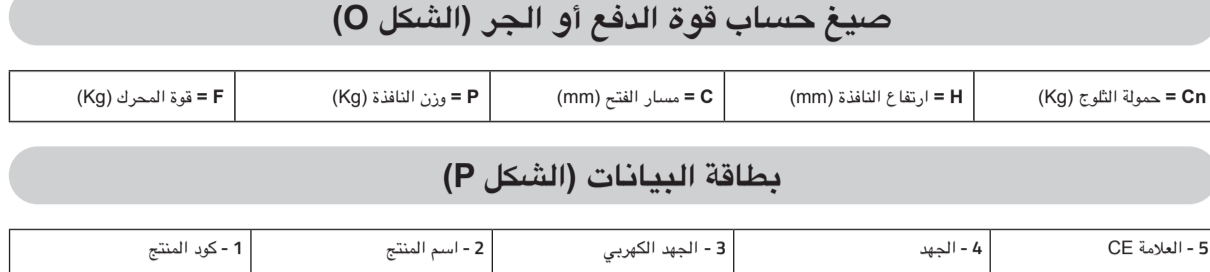 صيغ حساب قوة الدفع أو الجر (الشكل O)
F = قوة المحرك (Kg)
P = وزن النافذة (Kg)
C = مسار الفتح (mm)
H = ارتفاع النافذة (mm)
Cn = حمولة الثلوج (Kg)
بطاقة البيانات (الشكل P)
1 - كود المنتج
2 - اسم المنتج
3 - الجهد الكهربي
4 - الجهد
5 - العلامة CE